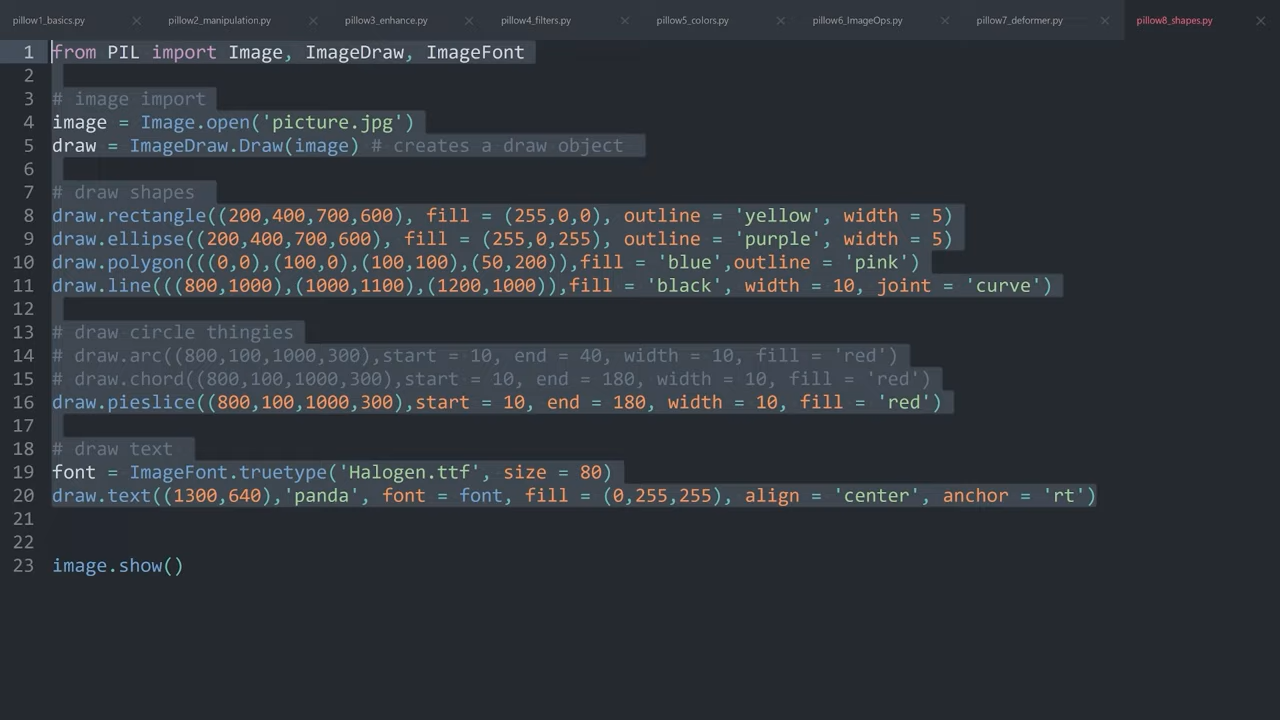 pillow1_basics.py pillow2_manipulation.py pillow3_enhance.py pillow4_filters.py pillow5_colors.py pillow6_ImageOps.py pillow7_deformer.py pillow8_shapes.py
1 from PIL import Image, ImageDraw, ImageFont
2
3 # image import
4 image = Image.open('picture.jpg')
5 draw = ImageDraw.Draw(image) # creates a draw object
6
7 # draw shapes
8 draw.rectangle((200,400,700,600), fill = (255,0,0), outline = 'yellow', width = 5)
9 draw.ellipse((200,400,700,600), fill = (255,0,255), outline = 'purple', width = 5)
10 draw.polygon(((0,0),(100,0),(100,100),(50,200)),fill = 'blue',outline = 'pink')
11 draw.line(((800,1000),(1000,1100),(1200,1000)),fill = 'black', width = 10, joint = 'curve')
12
13 # draw circle thingies
14 # draw.arc((800,100,1000,300),start = 10, end = 40, width = 10, fill = 'red')
15 # draw.chord((800,100,1000,300),start = 10, end = 180, width = 10, fill = 'red')
16 draw.pieslice((800,100,1000,300),start = 10, end = 180, width = 10, fill = 'red')
17
18 # draw text
19 font = ImageFont.truetype('Halogen.ttf', size = 80)
20 draw.text((1300,640),'panda', font = font, fill = (0,255,255), align = 'center', anchor = 'rt')
21
22
23 image.show()